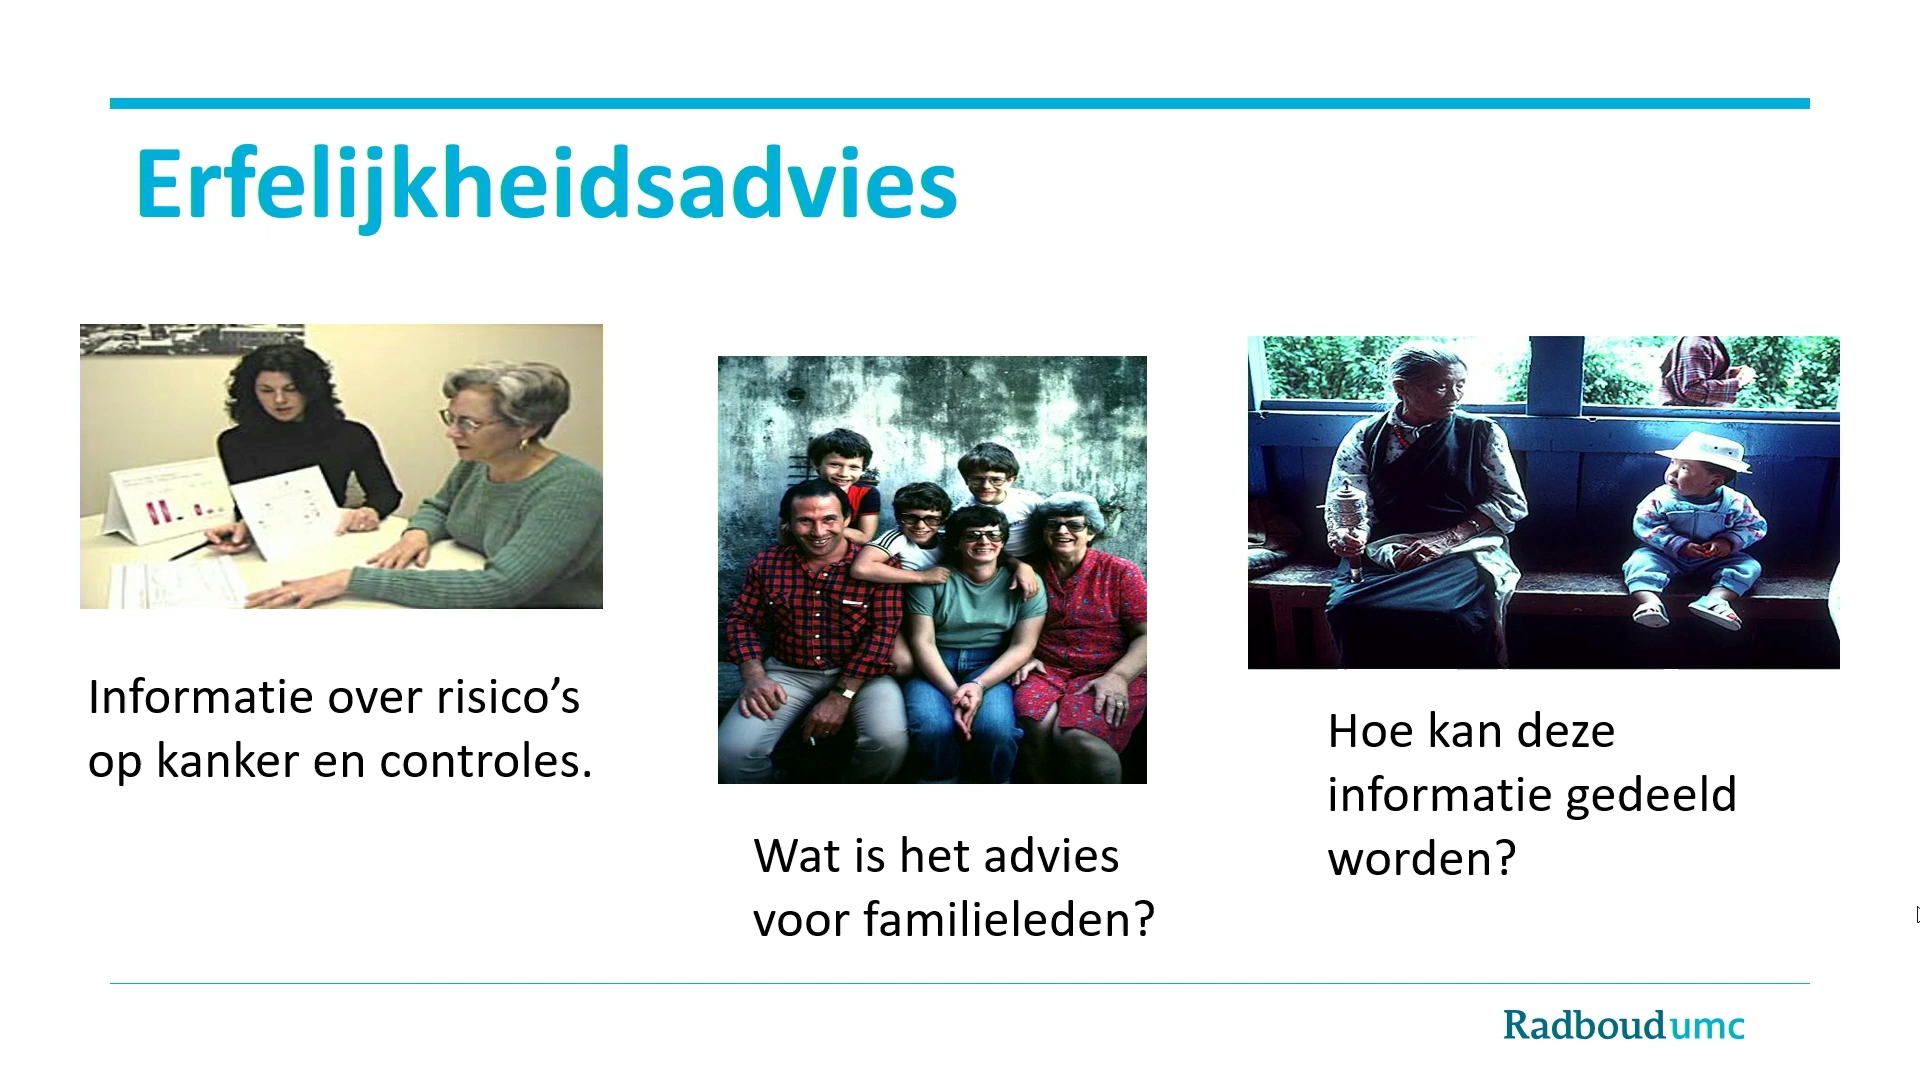 Erfelijkheidsadvies
Informatie over risico’s
op kanker en controles.
Wat is het advies
voor familieleden?
Hoe kan deze
informatie gedeeld
worden?
Radboudumc